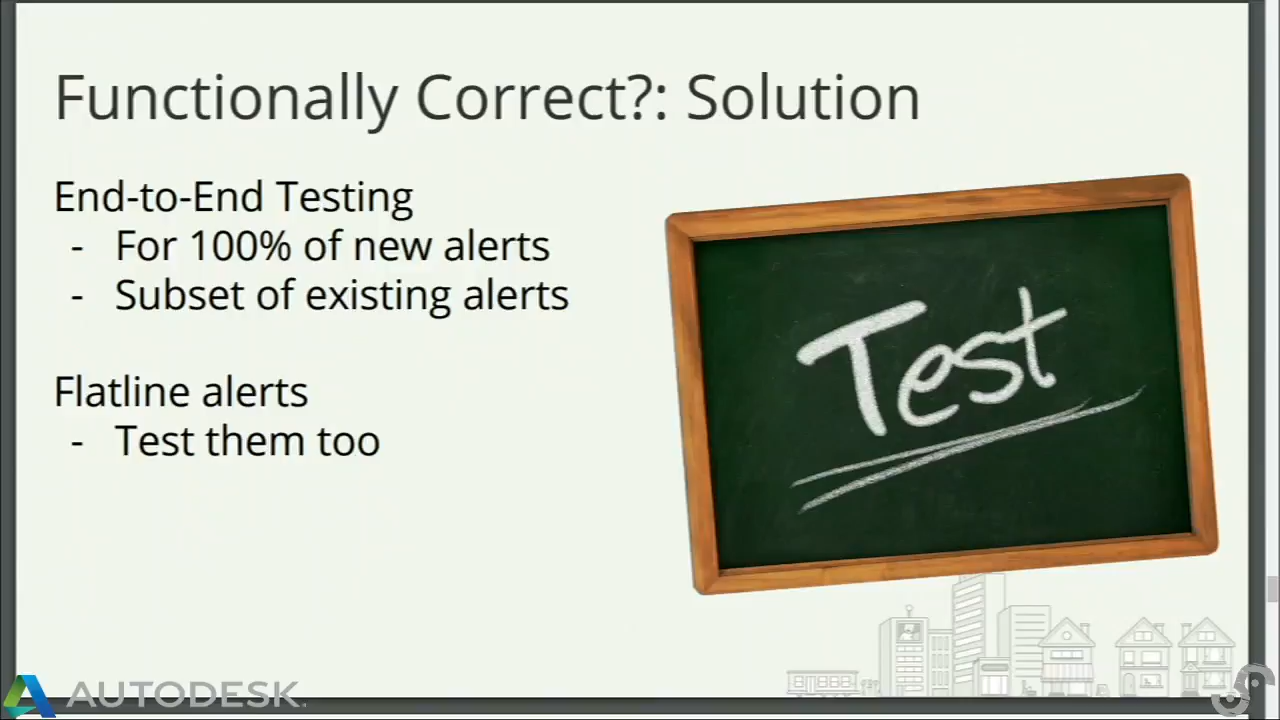 Functionally Correct?: Solution
End-to-End Testing
- For 100% of new alerts
- Subset of existing alerts
Flatline alerts
- Test them too
Test
AUTODESK.